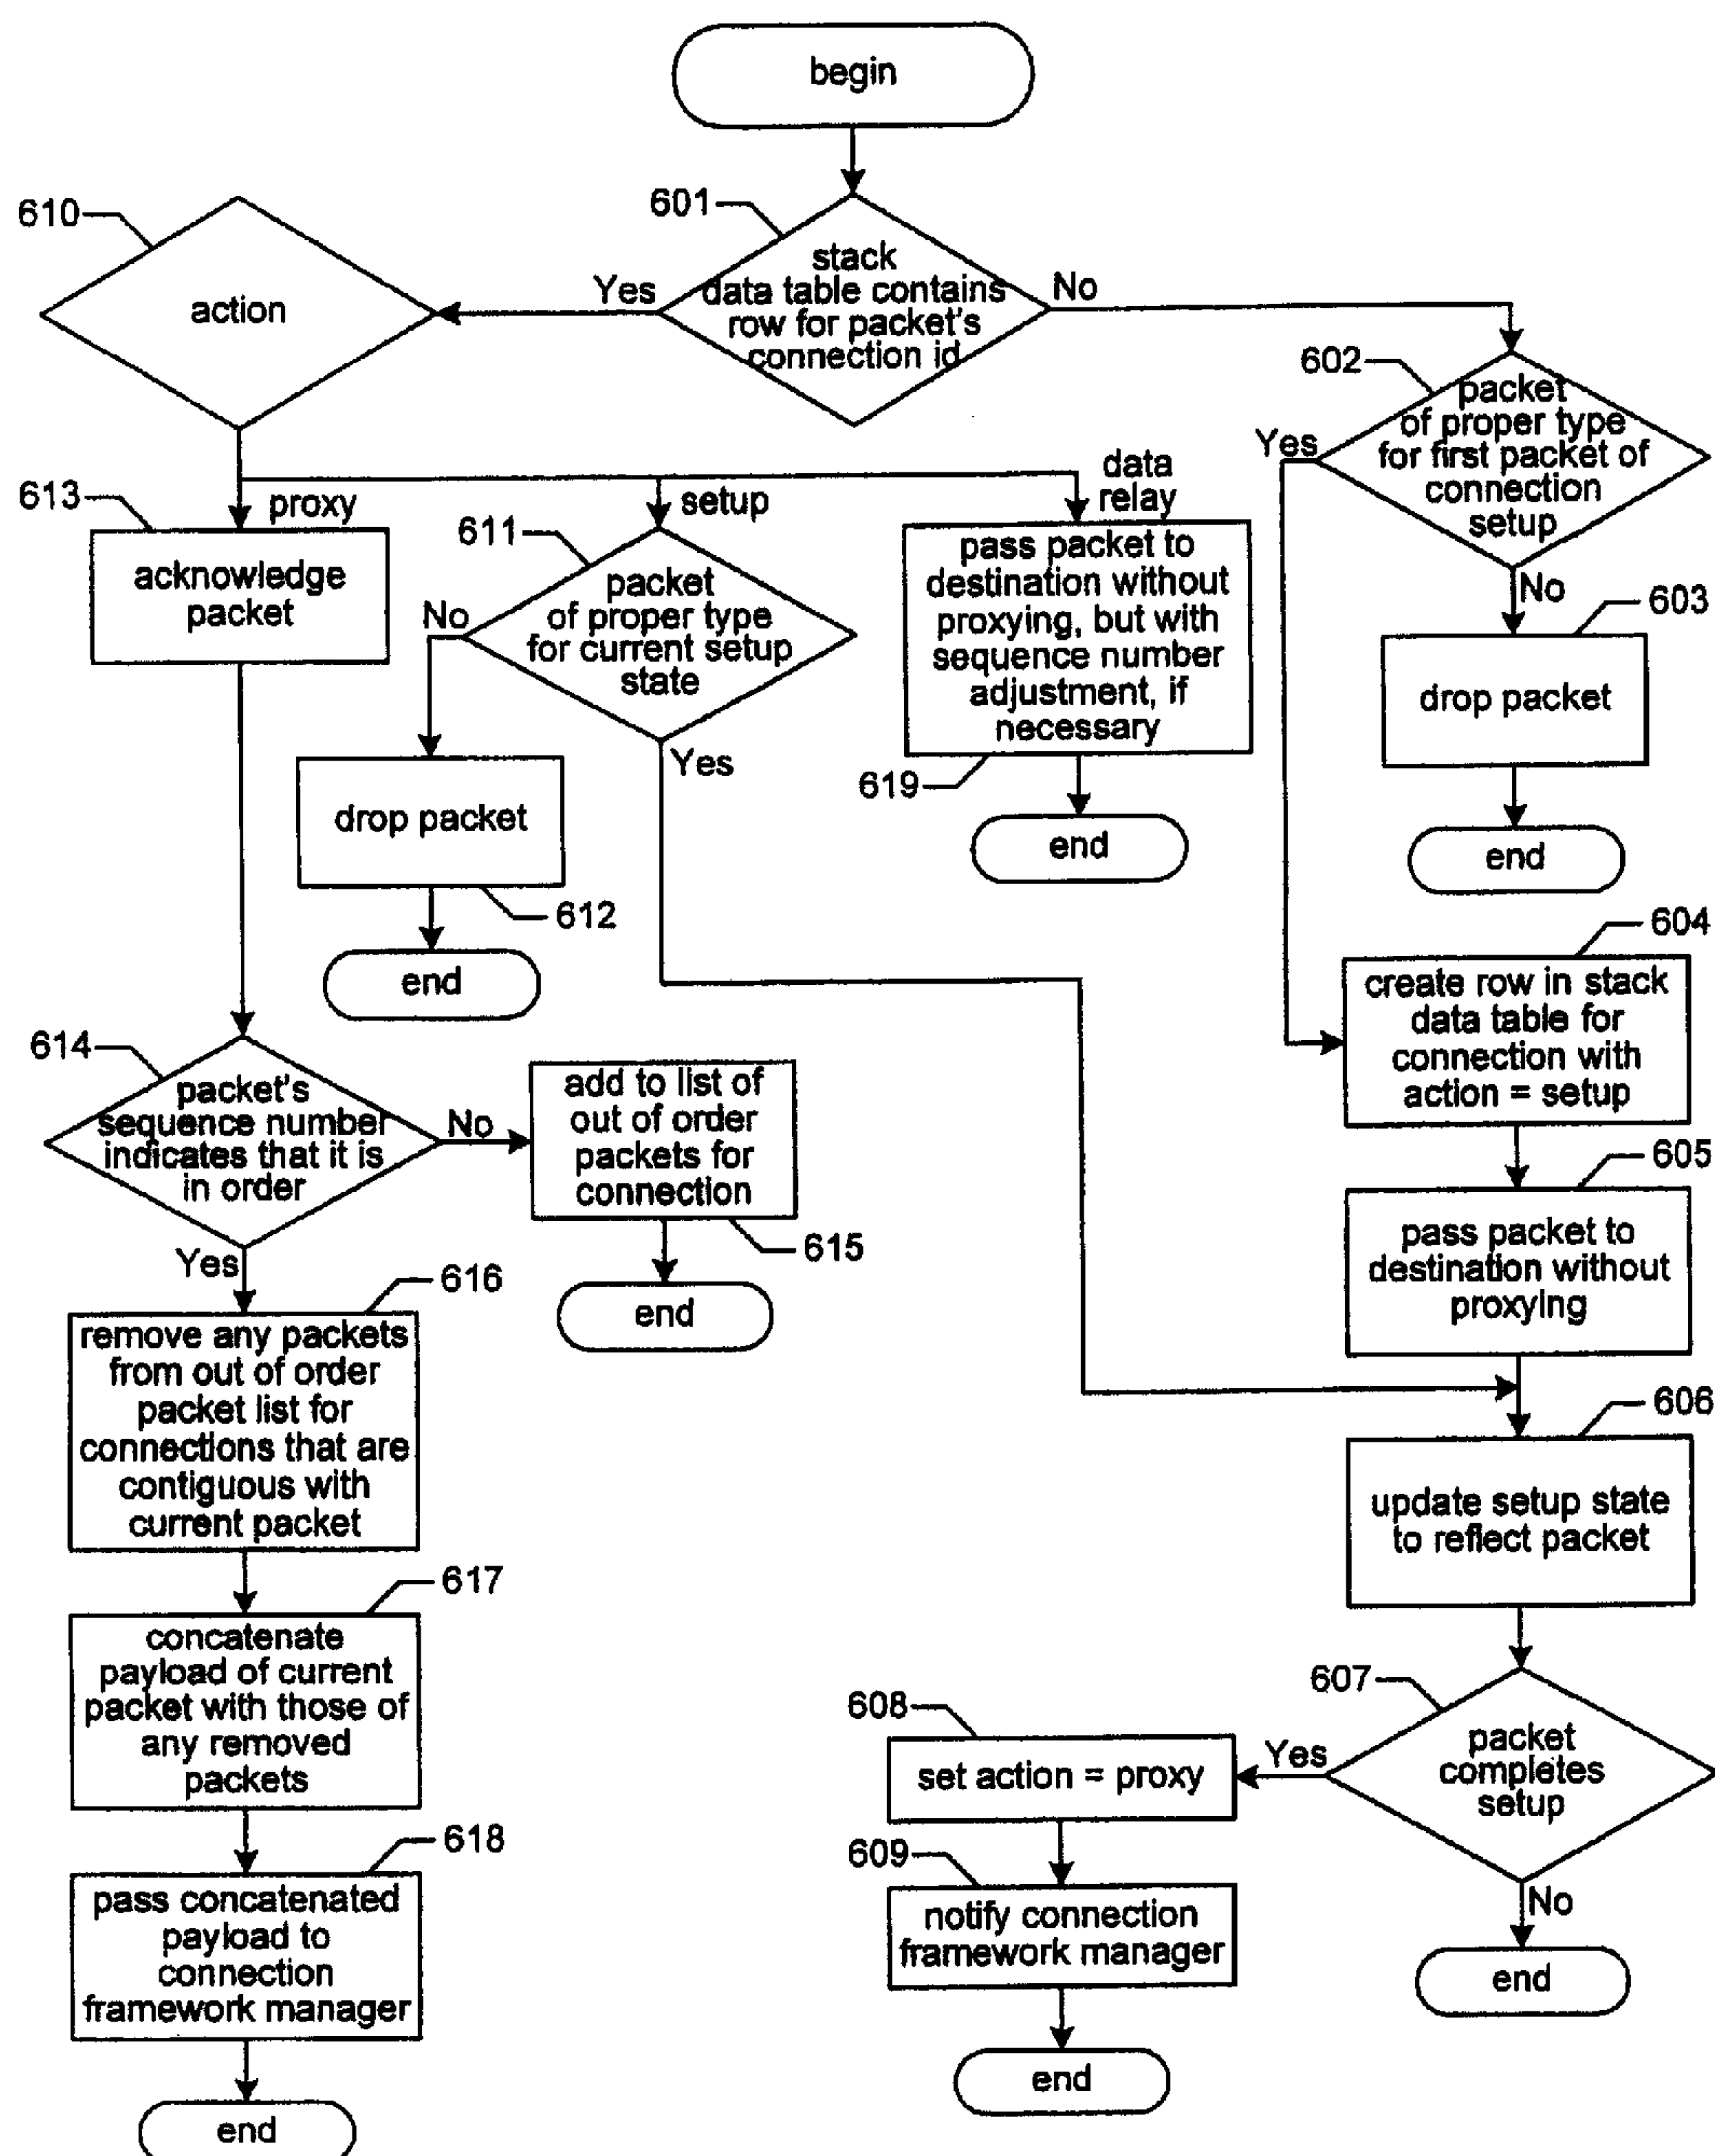 begin
610
601
stack
data table contains
row for packet's
connection id
Yes
No
action
602
packet
of proper type
for first packet of
connection
setup
Yes
No
613
proxy
acknowledge
packet
611
setup
packet
of proper type
for current setup
state
No
Yes
data
relay
pass packet to
destination without
proxying, but with
sequence number
adjustment, if
necessary
619
end
603
drop packet
end
drop packet
612
end
604
create row in stack
data table for
connection with
action = setup
614
packet's
sequence number
indicates that it is
in order
No
Yes
add to list of
out of order
packets for
connection
615
end
605
pass packet to
destination without
proxying
616
remove any packets
from out of order
packet list for
connections that are
contiguous with
current packet
606
update setup state
to reflect packet
617
concatenate
payload of current
packet with those of
any removed
packets
607
packet
completes
setup
Yes
No
608
set action = proxy
618
pass concatenated
payload to
connection
framework manager
609
notify connection
framework manager
end
end
end